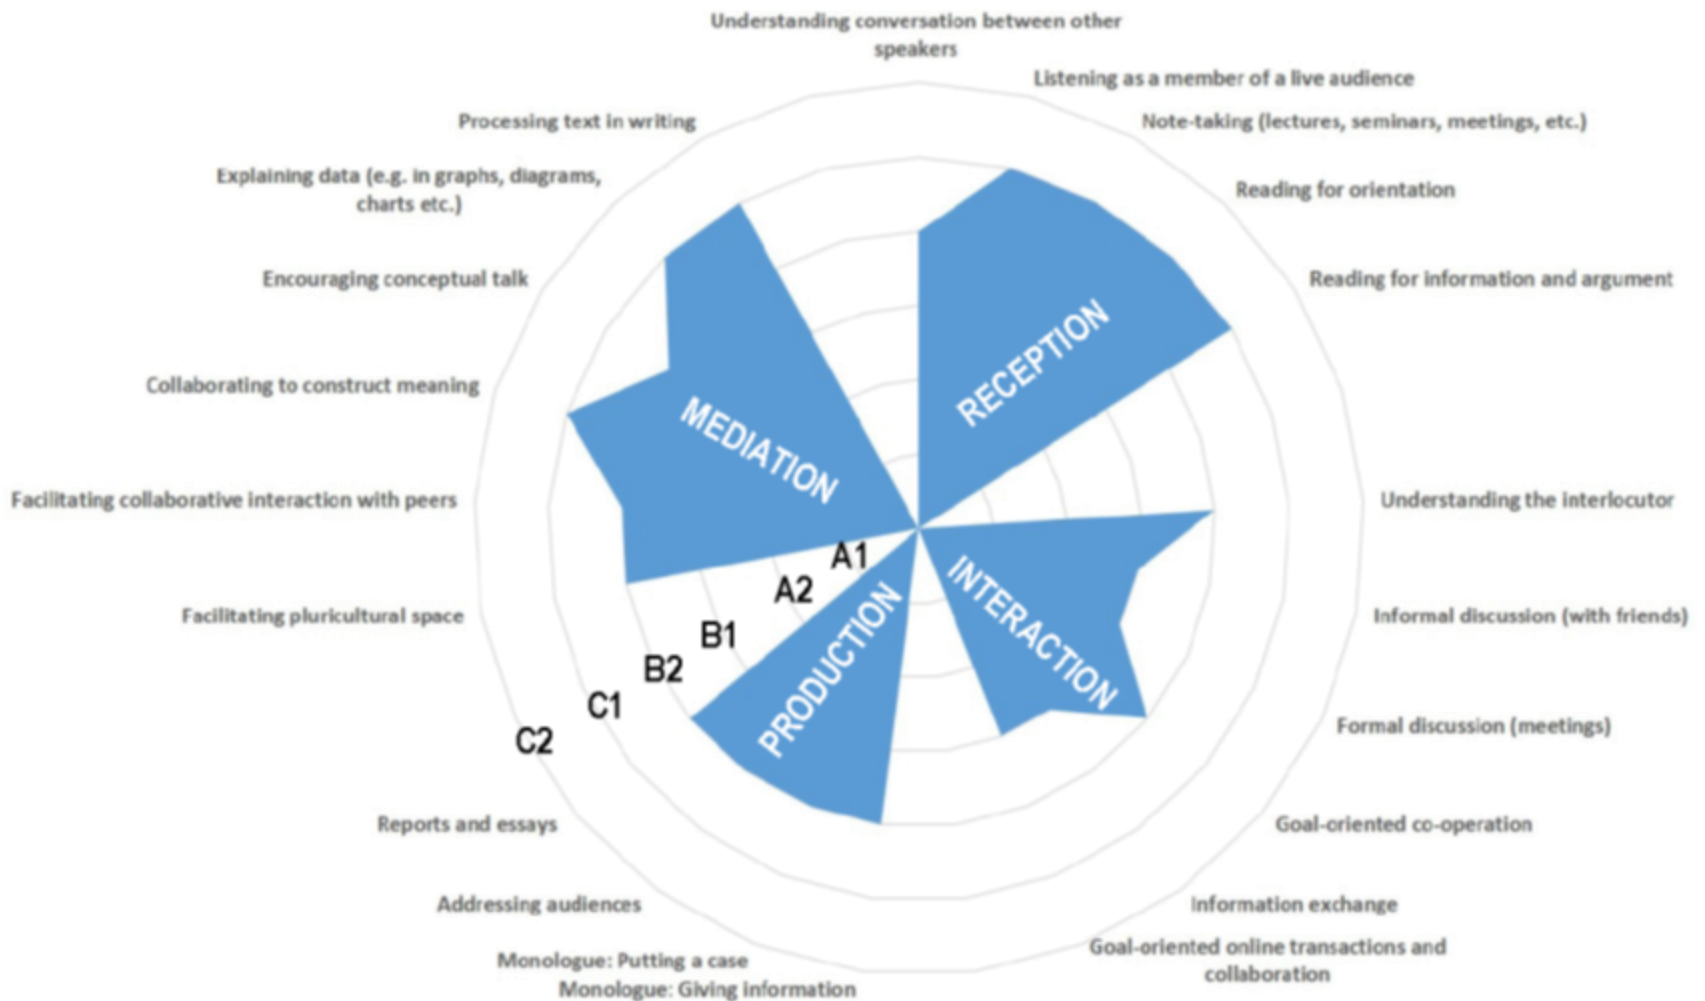 Understanding conversation between other
speakers
Listening as a member of a live audience
Processing text in writing
Note-taking (lectures, seminars, meetings, etc.)
Explaining data (e.g. in graphs, diagrams,
charts etc.)
Reading for orientation
Encouraging conceptual talk
Reading for information and argument
RECEPTION
Collaborating to construct meaning
MEDIATION
Facilitating collaborative interaction with peers
Understanding the interlocutor
A1
A2
B1
B2
C1
C2
INTERACTION
PRODUCTION
Facilitating pluricultural space
Informal discussion (with friends)
Formal discussion (meetings)
Reports and essays
Goal-oriented co-operation
Addressing audiences
Information exchange
Monologue: Putting a case
Goal-oriented online transactions and
collaboration
Monologue: Giving information